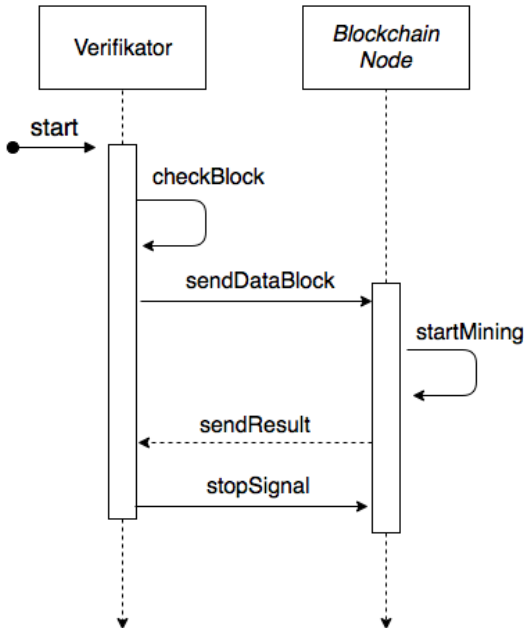 Verifikator
Blockchain
Node
start
checkBlock
sendDataBlock
startMining
sendResult
stopSignal